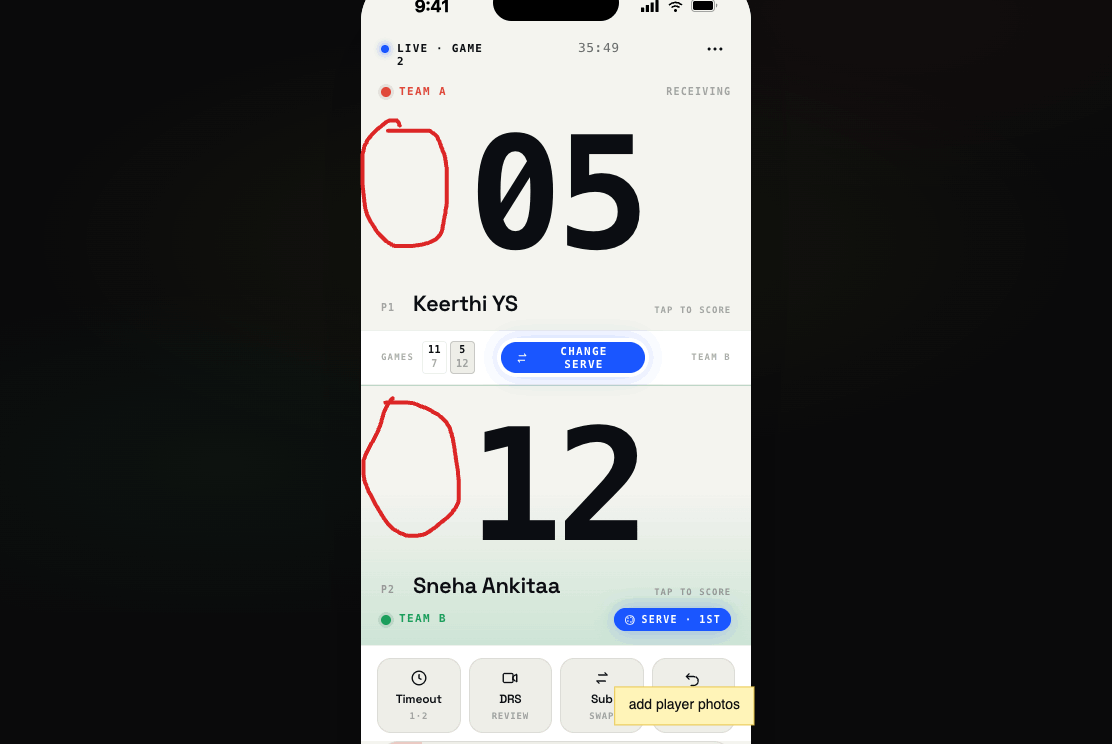 9:41
LIVE · GAME
2
35:49
TEAM A
RECEIVING
05
P1
Keerthi YS
TAP TO SCORE
GAMES
11
7
5
12
CHANGE
SERVE
TEAM B
12
P2
Sneha Ankitaa
TAP TO SCORE
TEAM B
SERVE · 1ST
Timeout
1·2
DRS
REVIEW
Sub
SWAP
add player photos